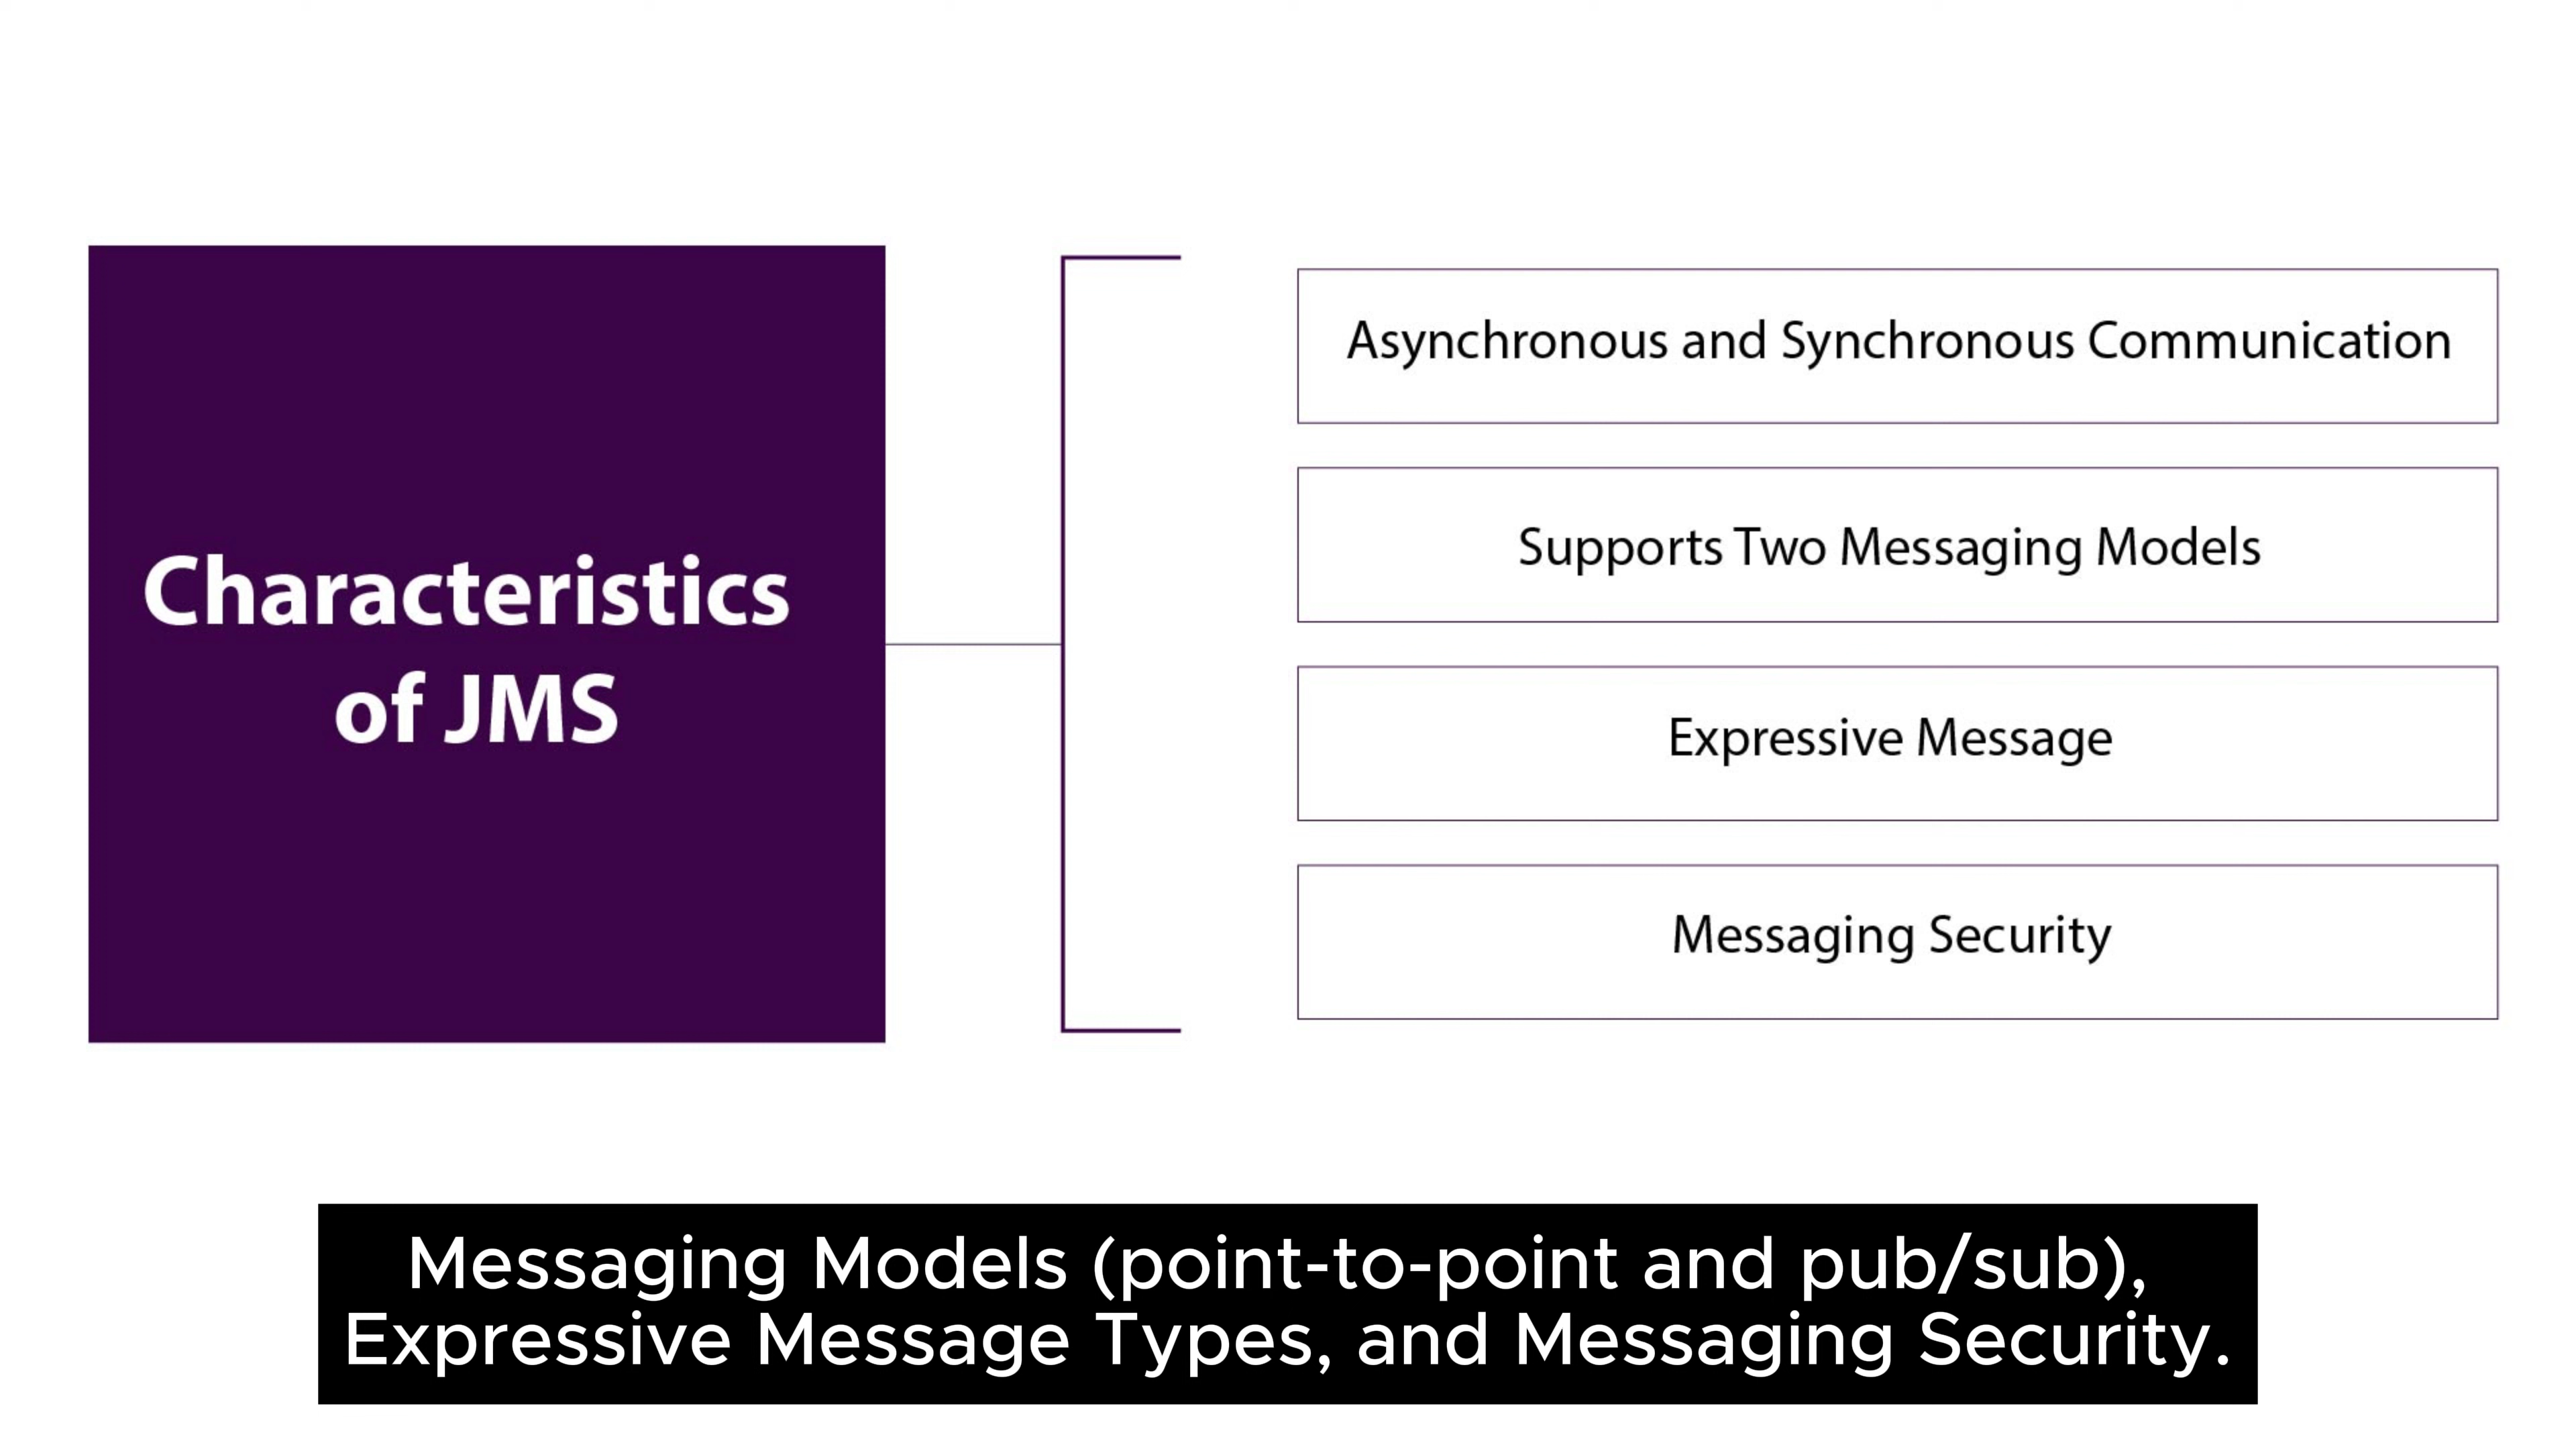 Characteristics
of JMS
Asynchronous and Synchronous Communication
Supports Two Messaging Models
Expressive Message
Messaging Security
Messaging Models (point-to-point and pub/sub),
Expressive Message Types, and Messaging Security.